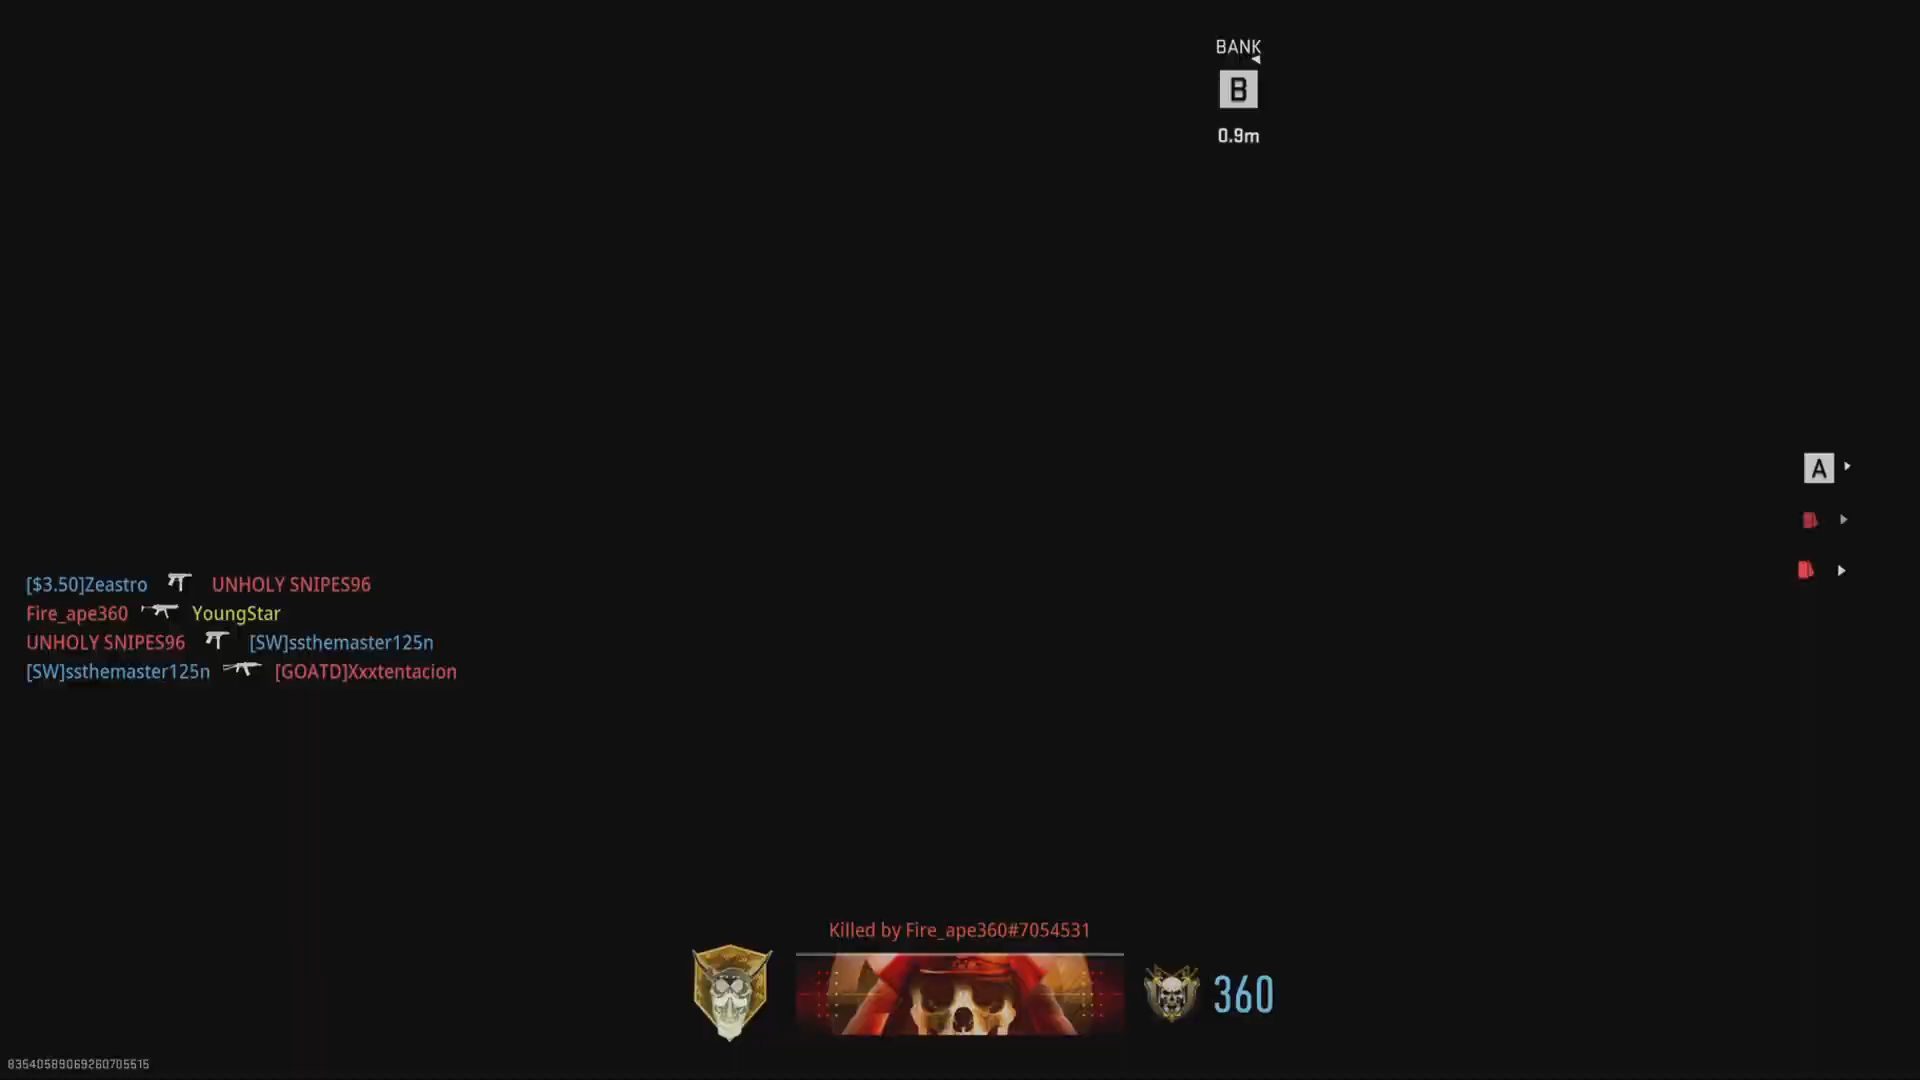 BANK
B
0.9m
A
[$3.50]Zeastro UNHOLY SNIPES96
Fire_ape360 YoungStar
UNHOLY SNIPES96 [SW]ssthemaster125n
[SW]ssthemaster125n [GOATD]Xxxtentacion
Killed by Fire_ape360#7054531
360
83540589069260705515